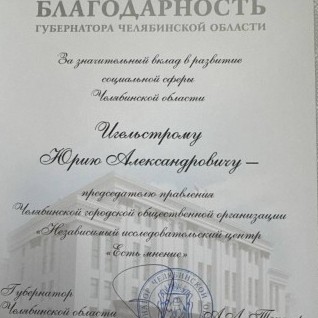 БЛАГОДАРНОСТЬ
ГУБЕРНАТОРА ЧЕЛЯБИНСКОЙ ОБЛАСТИ
За значительный вклад в развитие
социальной сферы
Челябинской области
Игельстрому
Юрию Александровичу —
председателю правления
Челябинской городской общественной организации
«Независимый исследовательский центр
«Есть мнение»
Губернатор
Челябинской области
А.Л.